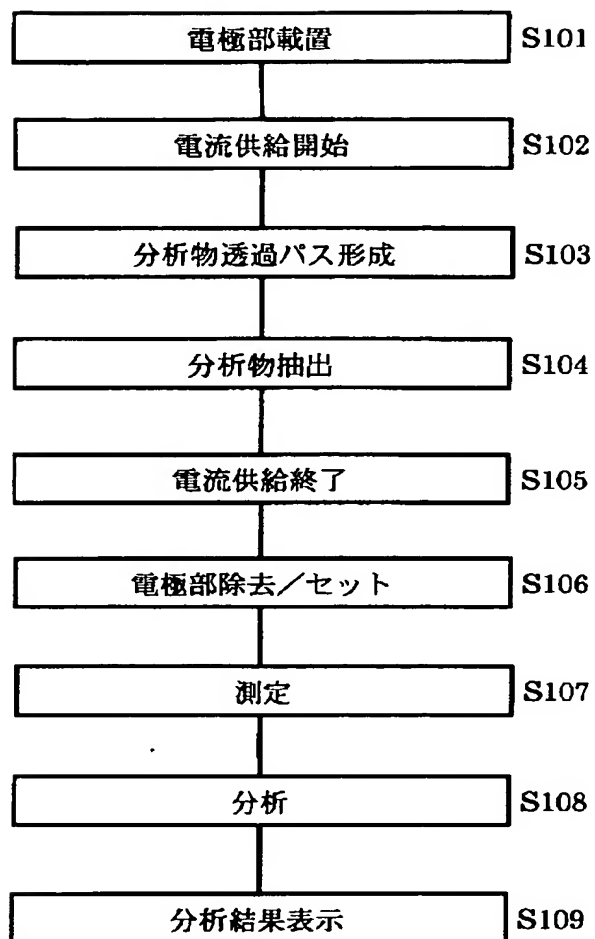 電極部載置 S101
電流供給開始 S102
分析物透過パス形成 S103
分析物抽出 S104
電流供給終了 S105
電極部除去／セット S106
測定 S107
分析 S108
分析結果表示 S109